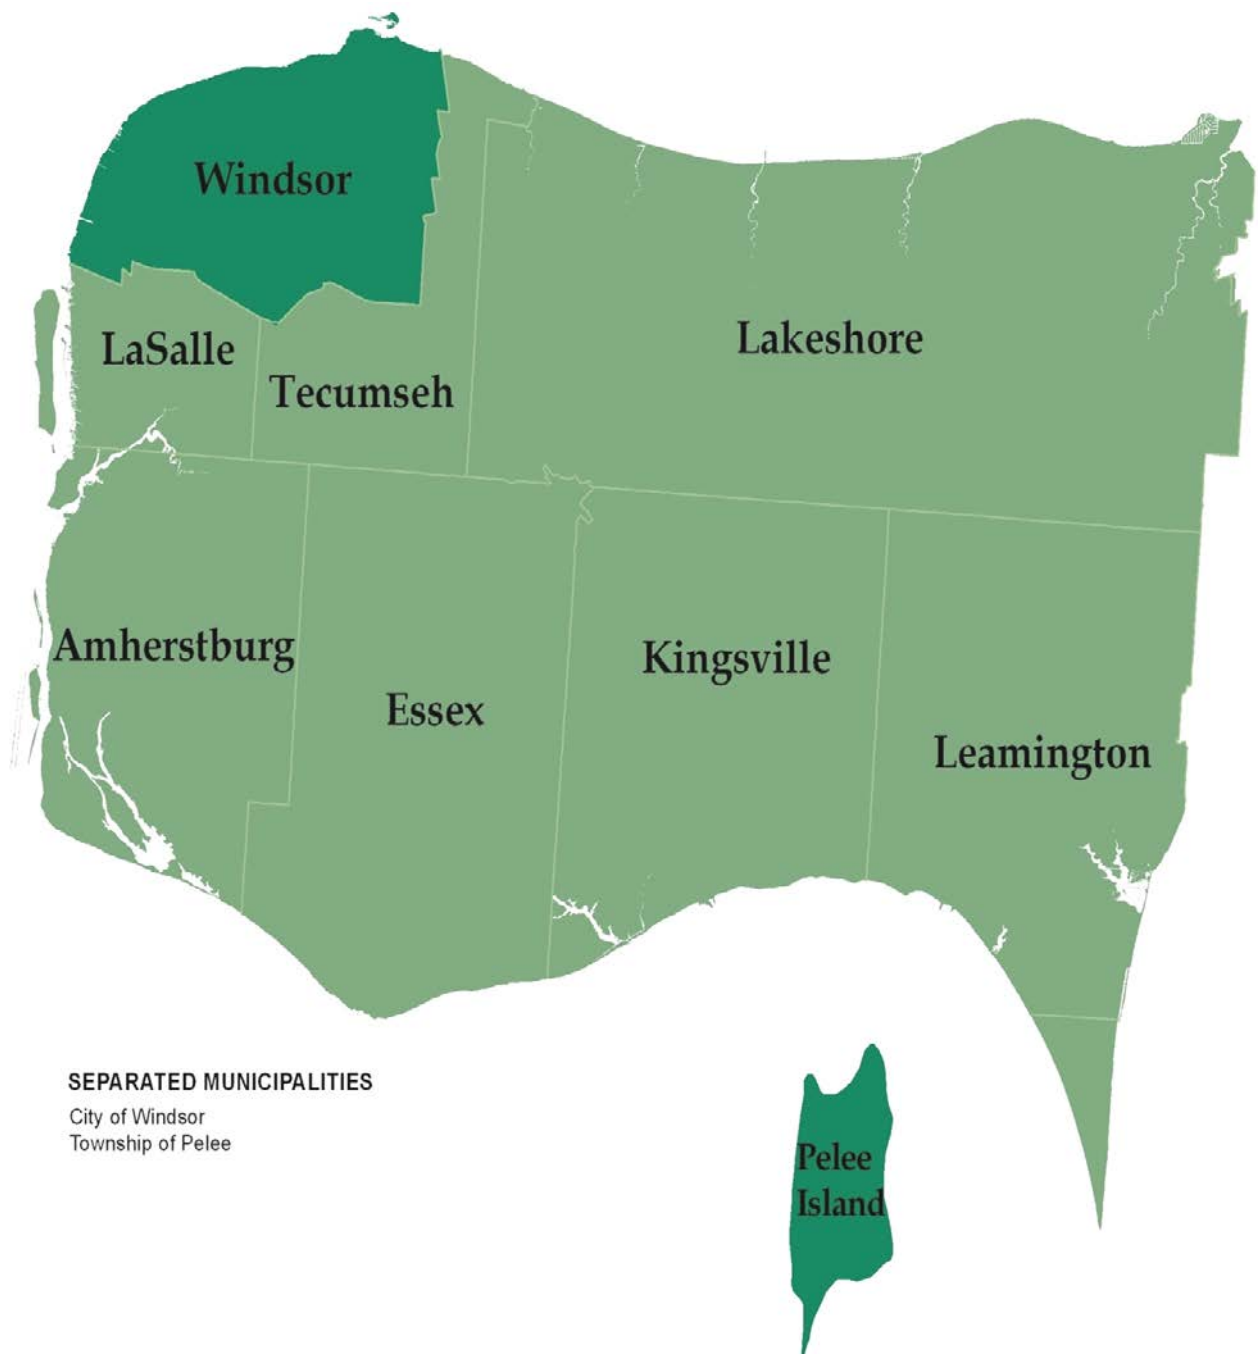 Windsor
LaSalle
Tecumseh
Lakeshore
Amherstburg
Essex
Kingsville
Leamington
SEPARATED MUNICIPALITIES
City of Windsor
Township of Pelee
Pelee
Island